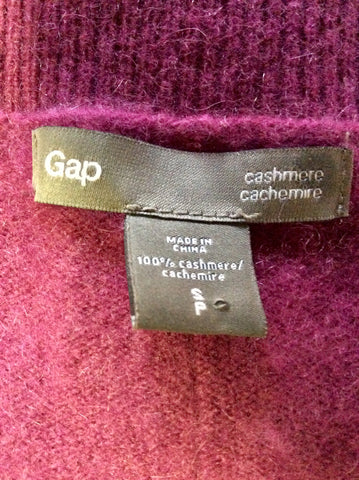 Gap
cashmere
cachemire
MADE IN
CHINA
100% cashmere/
cachemire
S
P